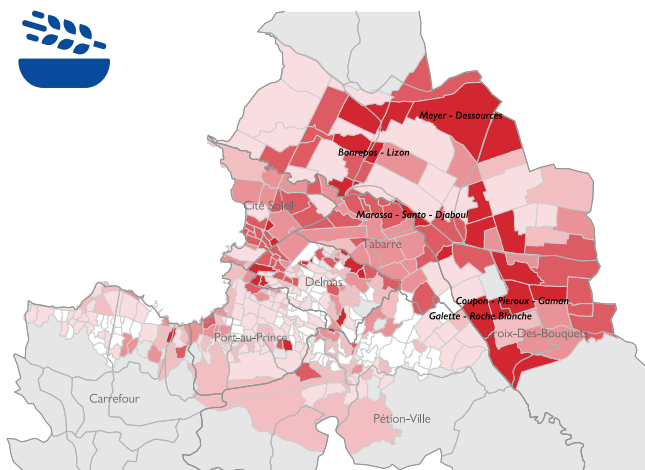 Meyer - Dessources
Bonrepos - Lizon
Cité Soleil
Marassa - Santo - Djaboul
Tabarre
Delmas
Coupon - Pieroux - Gaman
Galette - Roche Blanche
Port-au-Prince
Croix-Des-Bouquets
Carrefour
Pétion-Ville